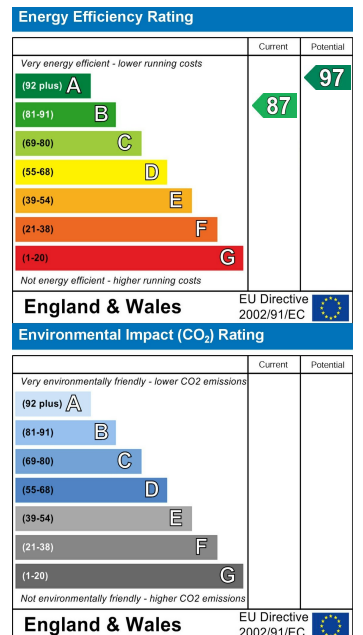 Energy Efficiency Rating
Current Potential
Very energy efficient - lower running costs
(92 plus) A
97
(81-91) B
87
(69-80) C
(55-68) D
(39-54) E
(21-38) F
(1-20) G
Not energy efficient - higher running costs
England & Wales
EU Directive
2002/91/EC
Environmental Impact (CO₂) Rating
Current Potential
Very environmentally friendly - lower CO2 emissions
(92 plus) A
(81-91) B
(69-80) C
(55-68) D
(39-54) E
(21-38) F
(1-20) G
Not environmentally friendly - higher CO2 emissions
England & Wales
EU Directive
2002/91/EC